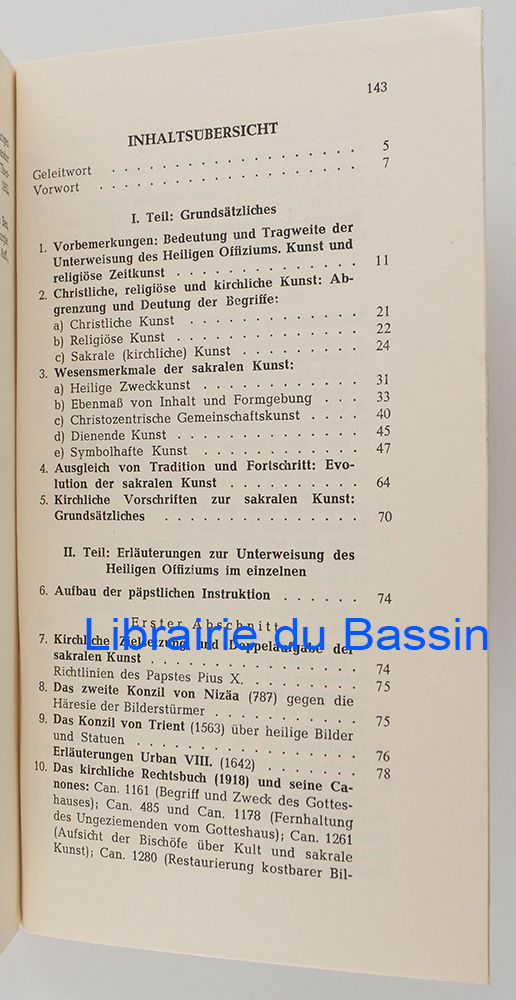 143
INHALTSÜBERSICHT
Geleitwort . . . . . . . . . . . . . . . . . . 5
Vorwort . . . . . . . . . . . . . . . . . . 7
I. Teil: Grundsätzliches
1. Vorbemerkungen: Bedeutung und Tragweite der
Unterweisung des Heiligen Offiziums. Kunst und
religiöse Zeitkunst . . . . . . . . . . . . . 11
2. Christliche, religiöse und kirchliche Kunst: Ab-
grenzung und Deutung der Begriffe:
a) Christliche Kunst . . . . . . . . . . . . 21
b) Religiöse Kunst . . . . . . . . . . . . 22
c) Sakrale (kirchliche) Kunst . . . . . . . . . 24
3. Wesensmerkmale der sakralen Kunst:
a) Heilige Zweckkunst . . . . . . . . . . . 31
b) Ebenmaß von Inhalt und Formgebung . . . . 33
c) Christozentrische Gemeinschaftskunst . . . . 40
d) Dienende Kunst . . . . . . . . . . . . . 45
e) Symbolhafte Kunst . . . . . . . . . . . 47
4. Ausgleich von Tradition und Fortschritt: Evo-
lution der sakralen Kunst . . . . . . . . . . 64
5. Kirchliche Vorschriften zur sakralen Kunst:
Grundsätzliches . . . . . . . . . . . . . . 70
II. Teil: Erläuterungen zur Unterweisung des
Heiligen Offiziums im einzelnen
6. Aufbau der päpstlichen Instruktion . . . . . . 74
Erster Abschnitt
Librairie du Bassin
7. Kirchliche Zielsetzung und Doppelaufgabe der
sakralen Kunst . . . . . . . . . . . . . . 74
Richtlinien des Papstes Pius X. . . . . . . . . 75
8. Das zweite Konzil von Nizäa (787) gegen die
Häresie der Bilderstürmer . . . . . . . . . . 75
9. Das Konzil von Trient (1563) über heilige Bilder
und Statuen . . . . . . . . . . . . . . . 76
Erläuterungen Urban VIII. (1642) . . . . . . . 78
10. Das kirchliche Rechtsbuch (1918) und seine Ca-
nones: Can. 1161 (Begriff und Zweck des Gottes-
hauses); Can. 485 und Can. 1178 (Fernhaltung
des Ungeziemenden vom Gotteshaus); Can. 1261
(Aufsicht der Bischöfe über Kult und sakrale
Kunst); Can. 1280 (Restaurierung kostbarer Bil-